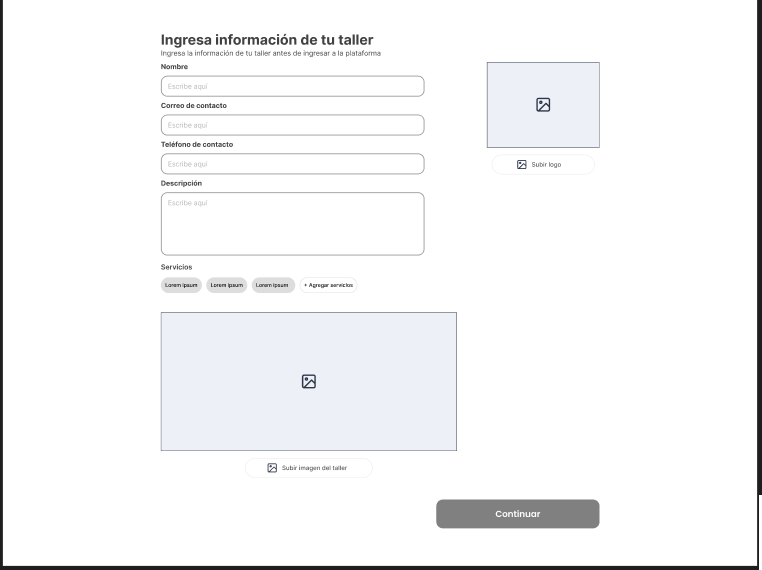 Ingresa información de tu taller
Ingresa la información de tu taller antes de ingresar a la plataforma
Nombre
Escribe aquí
Correo de contacto
Escribe aquí
Teléfono de contacto
Escribe aquí
Subir logo
Descripción
Escribe aquí
Servicios
Lorem ipsum Lorem ipsum Lorem ipsum + Agregar servicios
Subir imagen del taller
Continuar